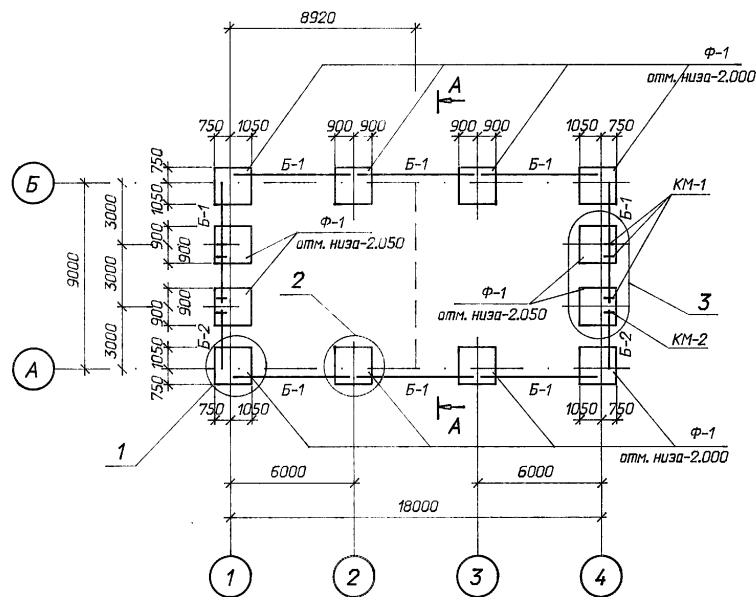 8920
Ф-1
А
отм. низа-2.000
750 1050
900 900
900 900
1050 750
750
Б-1
Б-1
Б-1
Б
КМ-1
1050
Б-1
Б-1
3000
Ф-1
900
отм. низа-2.050
900
9000
3000
2
900
Ф-1
3
отм. низа-2.050
900
КМ-2
Б-2
Б-2
3000
1050
А
750
Б-1
Б-1
Б-1
750 1050
1050 750
А
Ф-1
1
отм. низа-2.000
6000
6000
18000
1
2
3
4